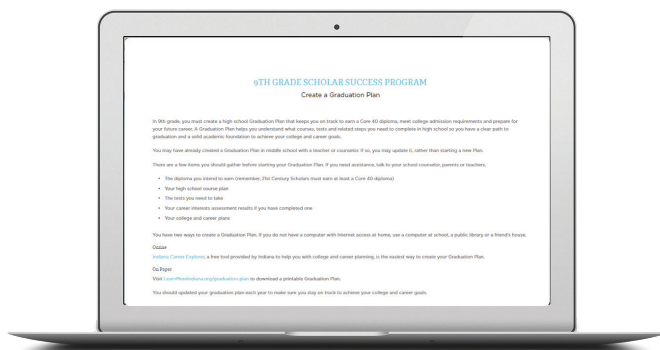 9TH GRADE SCHOLAR SUCCESS PROGRAM
Create a Graduation Plan
In 9th grade, you must create a high school Graduation Plan that keeps you on track to earn a Core 40 diploma, meet college admission requirements and prepare for
your future career. A Graduation Plan helps you understand what courses, tests and related steps you need to complete in high school so you have a clear path to
graduation and a solid academic foundation to achieve your college and career goals.
You may have already created a Graduation Plan in middle school with a teacher or counselor. If so, you may update it, rather than starting a new Plan.
There are a few items you should gather before starting your Graduation Plan. If you need assistance, talk to your school counselor, parents or teachers.
• The diploma you intend to earn (remember, 21st Century Scholars must earn at least a Core 40 diploma)
• Your high school course plan
• The tests you need to take
• Your career interests assessment results if you have completed one
• Your college and career plans
You have two ways to create a Graduation Plan. If you do not have a computer with Internet access at home, use a computer at school, a public library or a friend's house.
Online
Indiana Career Explorer, a free tool provided by Indiana to help you with college and career planning, is the easiest way to create your Graduation Plan.
On Paper
Visit LearnMoreIndiana.org/graduation-plan to download a printable Graduation Plan.
You should updated your graduation plan each year to make sure you stay on track to achieve your college and career goals.